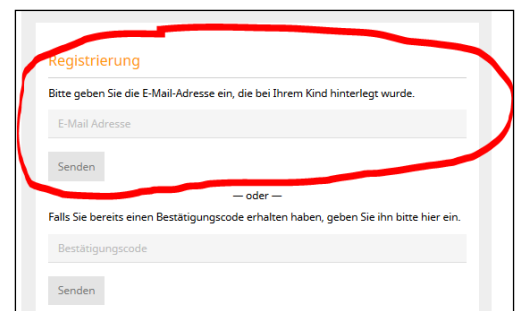 Registrierung
Bitte geben Sie die E-Mail-Adresse ein, die bei Ihrem Kind hinterlegt wurde.
E-Mail Adresse
Senden
— oder —
Falls Sie bereits einen Bestätigungscode erhalten haben, geben Sie ihn bitte hier ein.
Bestätigungscode
Senden